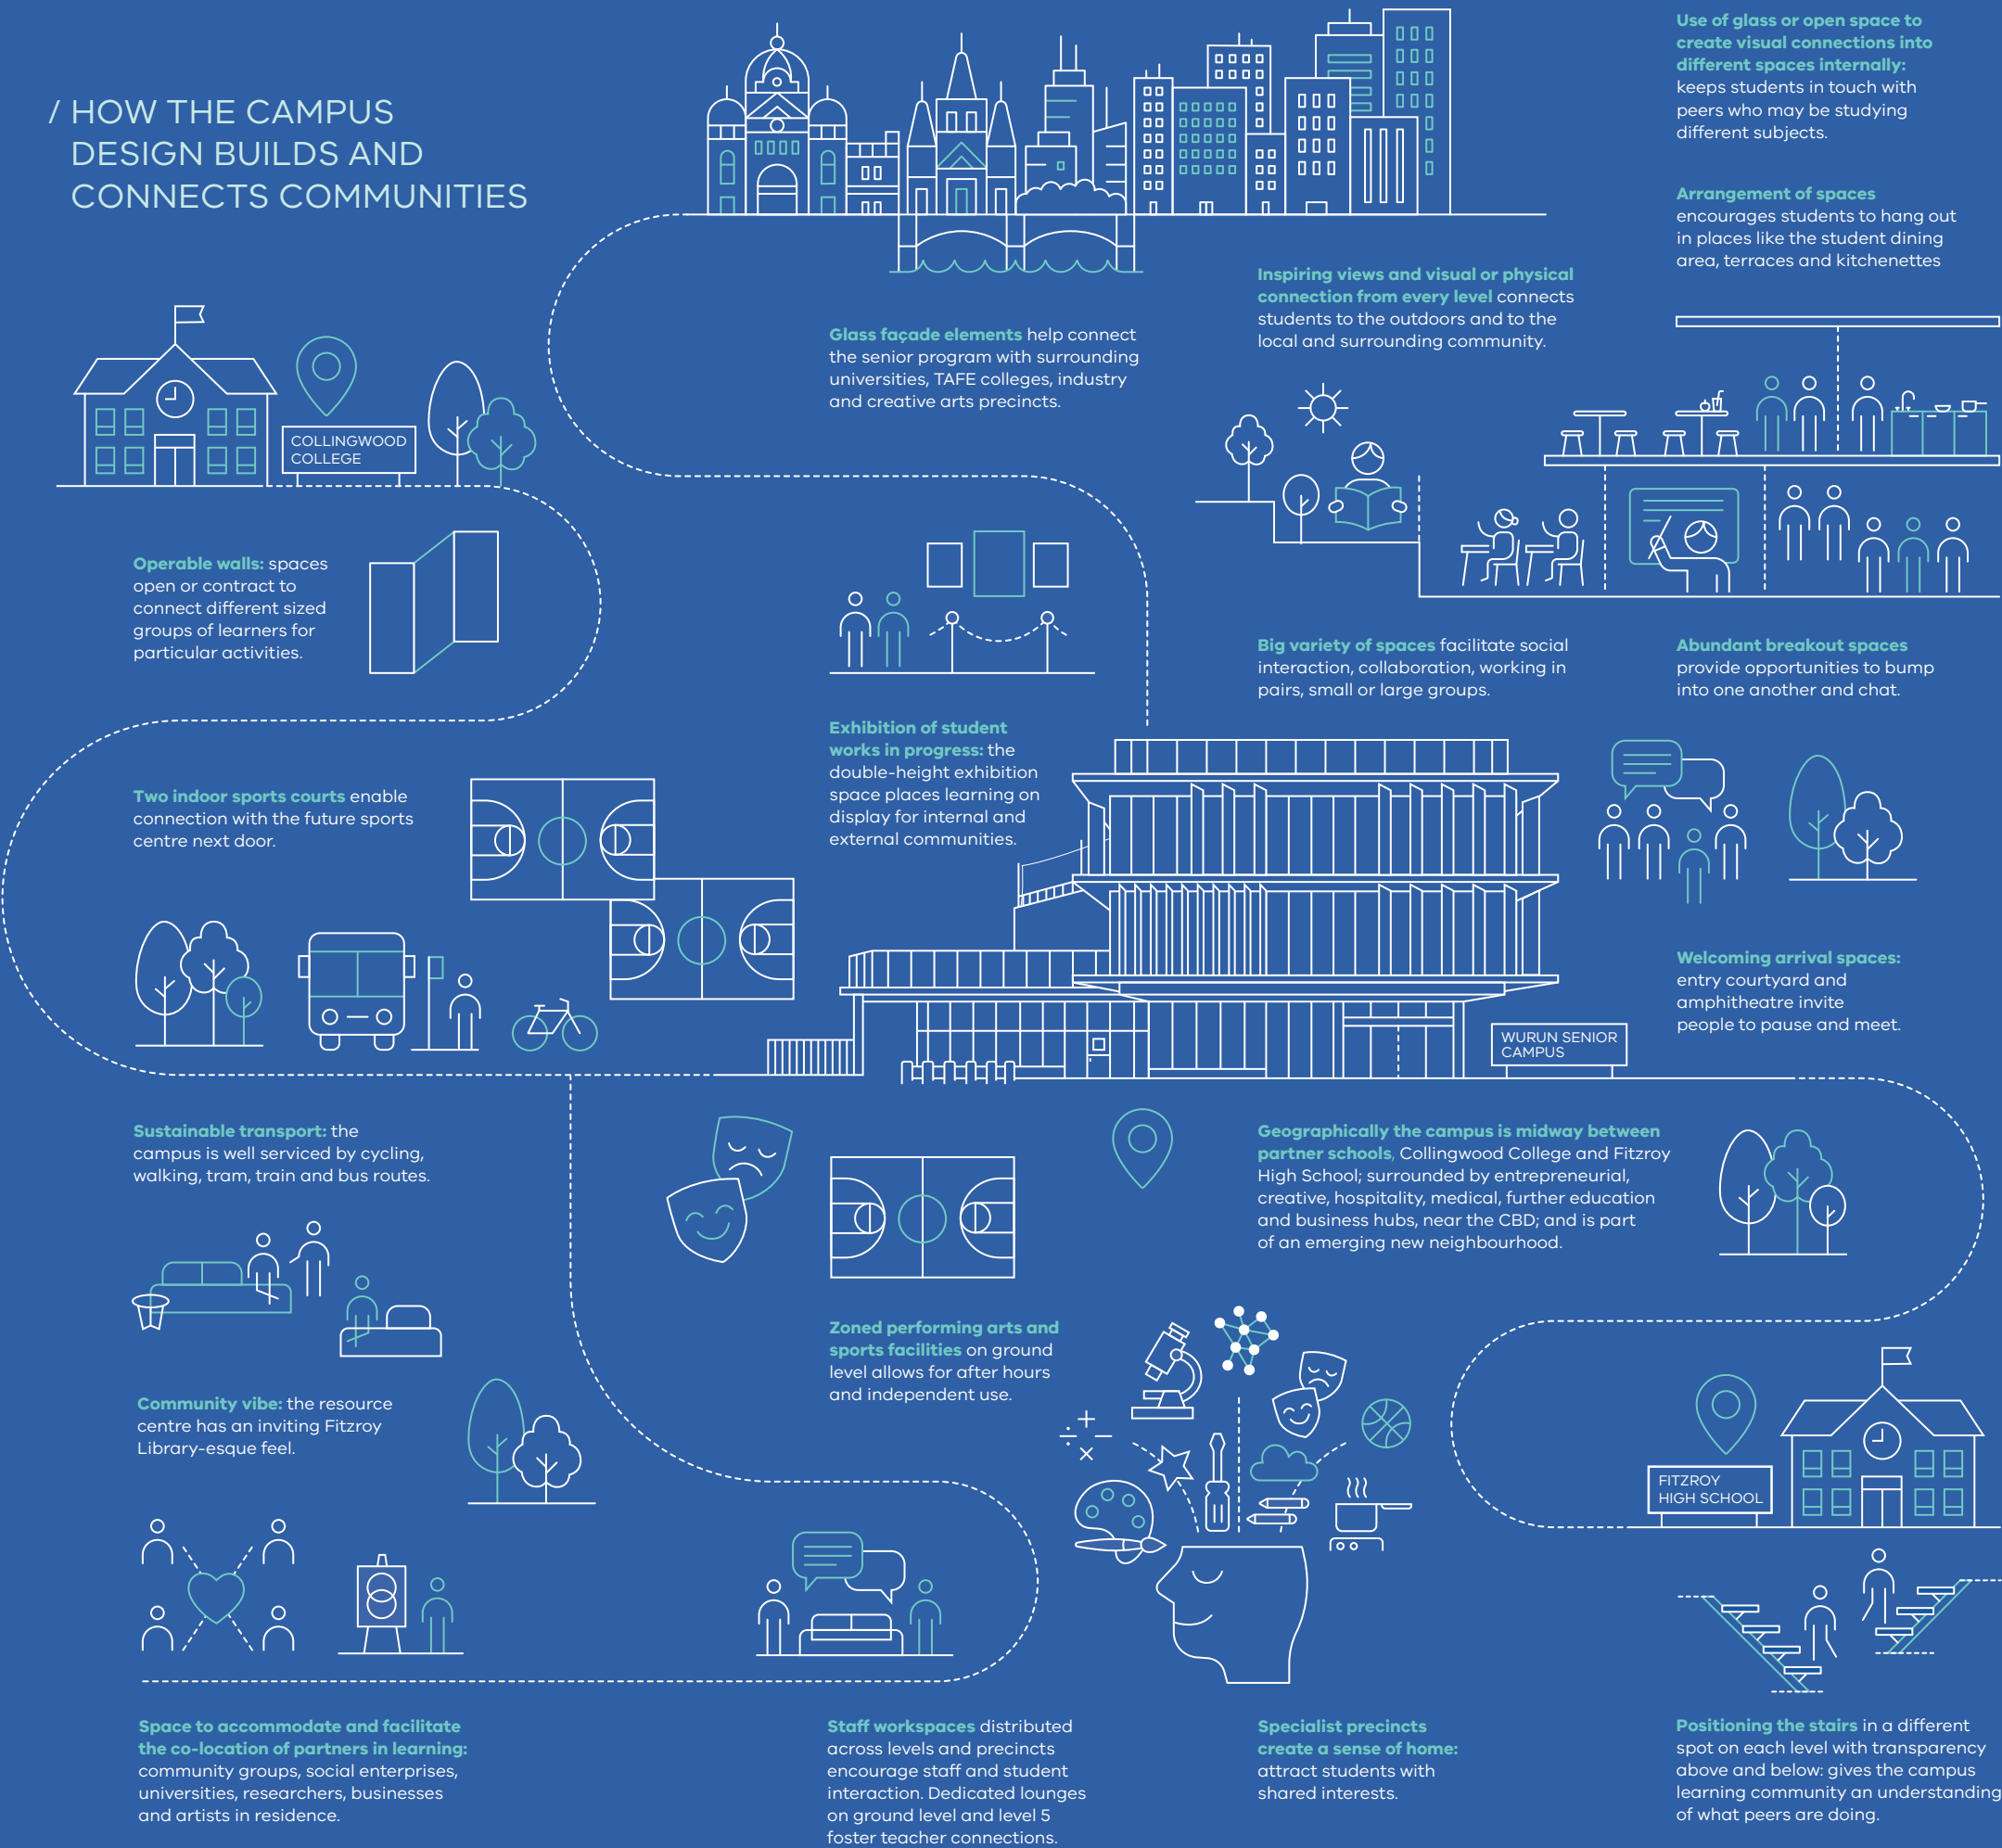 / HOW THE CAMPUS
DESIGN BUILDS AND
CONNECTS COMMUNITIES
Use of glass or open space to
create visual connections into
different spaces internally:
keeps students in touch with
peers who may be studying
different subjects.
Arrangement of spaces
encourages students to hang out
in places like the student dining
area, terraces and kitchenettes
Inspiring views and visual or physical
connection from every level connects
students to the outdoors and to the
local and surrounding community.
Glass façade elements help connect
the senior program with surrounding
universities, TAFE colleges, industry
and creative arts precincts.
COLLINGWOOD
COLLEGE
Operable walls: spaces
open or contract to
connect different sized
groups of learners for
particular activities.
Big variety of spaces facilitate social
interaction, collaboration, working in
pairs, small or large groups.
Abundant breakout spaces
provide opportunities to bump
into one another and chat.
Exhibition of student
works in progress: the
double-height exhibition
space places learning on
display for internal and
external communities.
Two indoor sports courts enable
connection with the future sports
centre next door.
Welcoming arrival spaces:
entry courtyard and
amphitheatre invite
people to pause and meet.
WURUN SENIOR
CAMPUS
Sustainable transport: the
campus is well serviced by cycling,
walking, tram, train and bus routes.
Geographically the campus is midway between
partner schools, Collingwood College and Fitzroy
High School; surrounded by entrepreneurial,
creative, hospitality, medical, further education
and business hubs, near the CBD; and is part
of an emerging new neighbourhood.
Zoned performing arts and
sports facilities on ground
level allows for after hours
and independent use.
Community vibe: the resource
centre has an inviting Fitzroy
Library-esque feel.
FITZROY
HIGH SCHOOL
Space to accommodate and facilitate
the co-location of partners in learning:
community groups, social enterprises,
universities, researchers, businesses
and artists in residence.
Staff workspaces distributed
across levels and precincts
encourage staff and student
interaction. Dedicated lounges
on ground level and level 5
foster teacher connections.
Specialist precincts
create a sense of home:
attract students with
shared interests.
Positioning the stairs in a different
spot on each level with transparency
above and below: gives the campus
learning community an understanding
of what peers are doing.